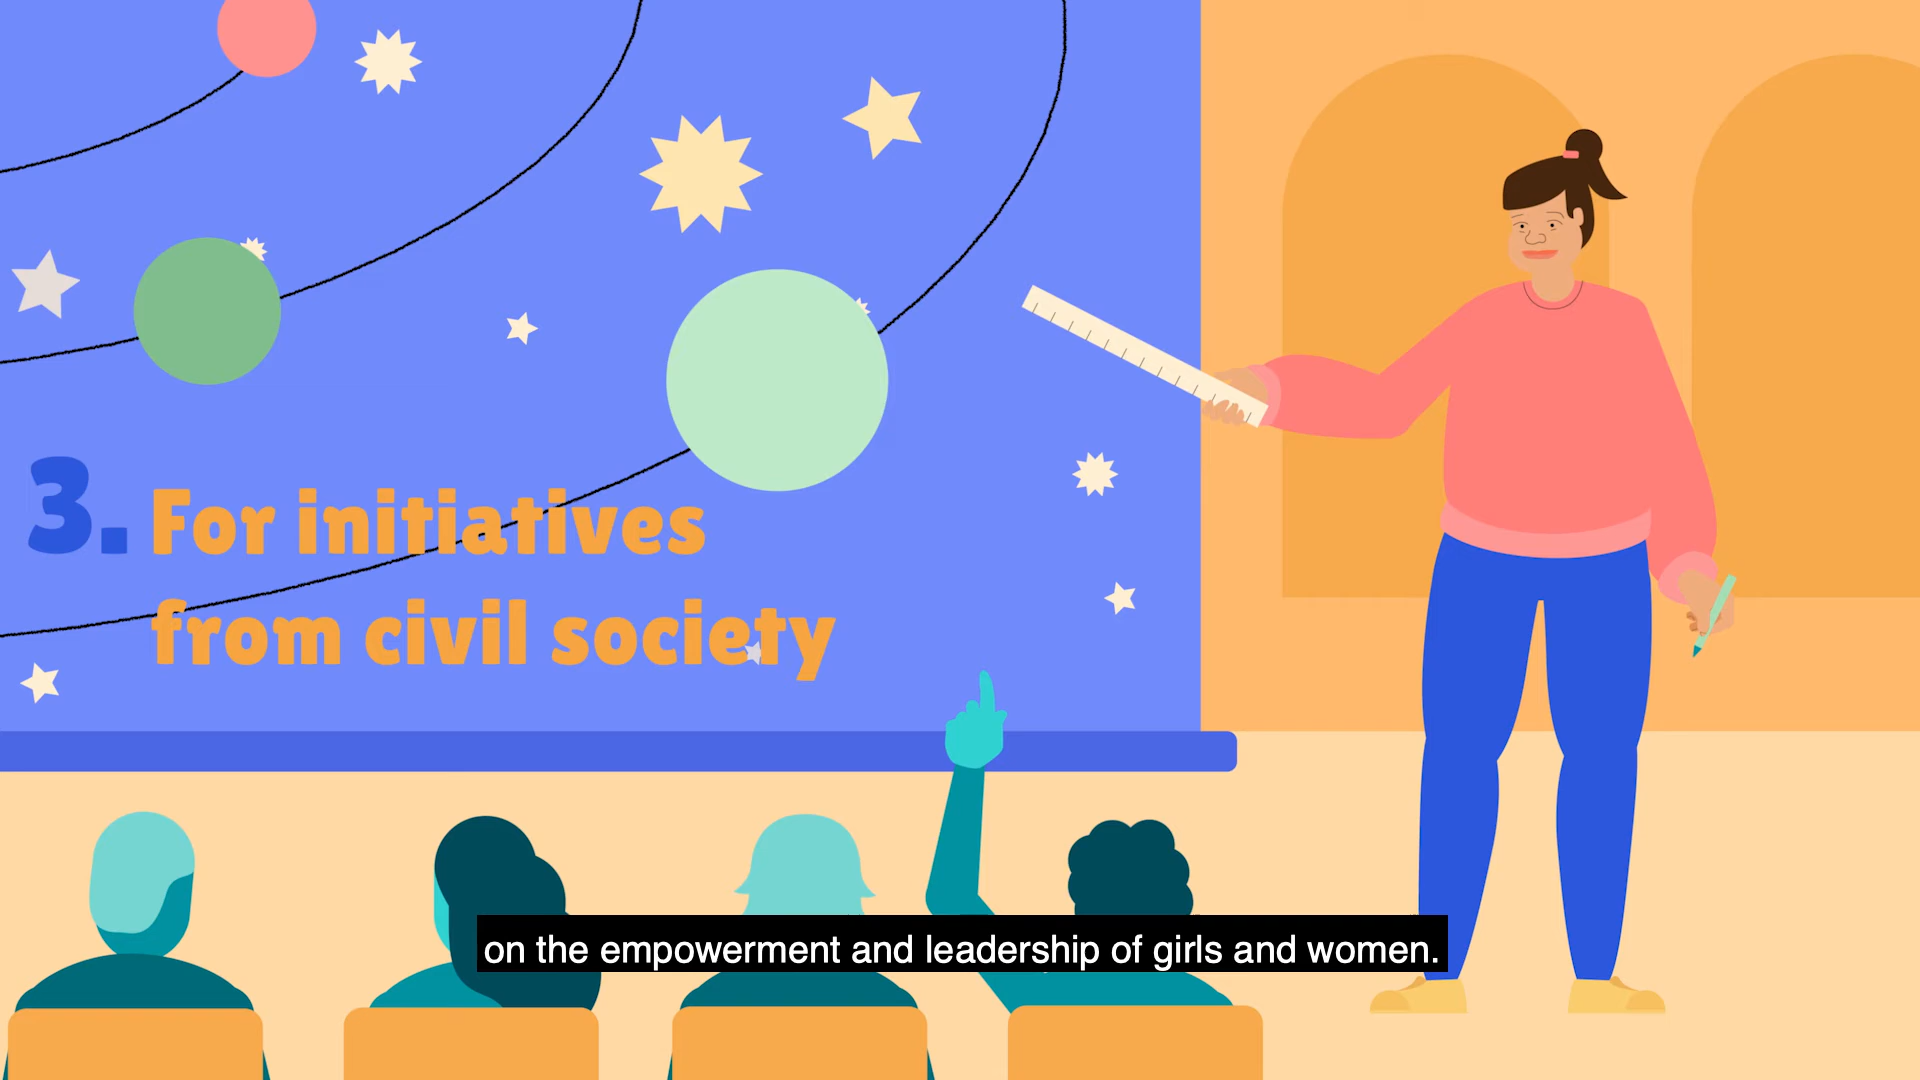 3. For initiatives
from civil society
on the empowerment and leadership of girls and women.